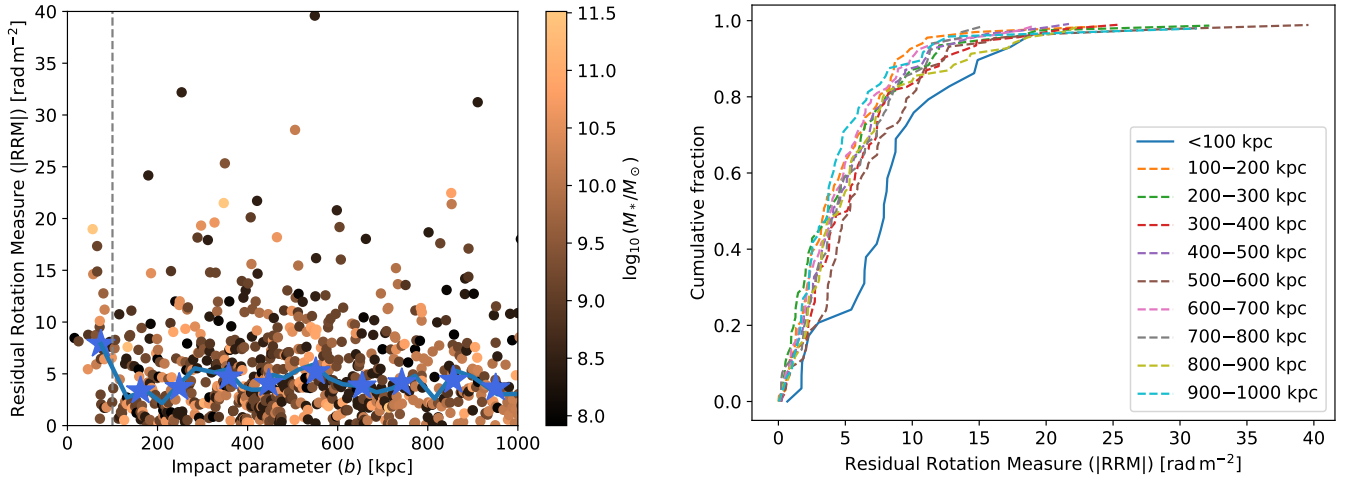 40
35
30
25
20
15
10
5
0
Residual Rotation Measure (|RRM|) [rad m⁻²]
0
200
400
600
800
1000
Impact parameter (b) [kpc]
11.5
11.0
10.5
10.0
9.5
9.0
8.5
8.0
log₁₀(M*/M⊙)
1.0
0.8
0.6
0.4
0.2
0.0
Cumulative fraction
0
5
10
15
20
25
30
35
40
Residual Rotation Measure (|RRM|) [rad m⁻²]
<100 kpc
100−200 kpc
200−300 kpc
300−400 kpc
400−500 kpc
500−600 kpc
600−700 kpc
700−800 kpc
800−900 kpc
900−1000 kpc